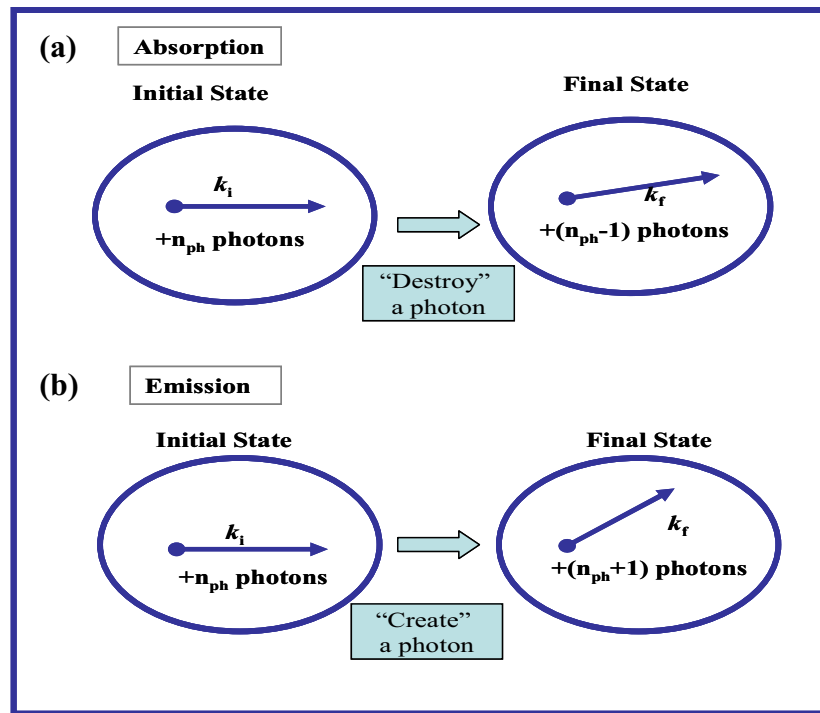 (a) Absorption
Initial State
Final State
k_i
k_f
+n_ph photons
+(n_ph-1) photons
“Destroy”
a photon
(b) Emission
Initial State
Final State
k_i
k_f
+n_ph photons
+(n_ph+1) photons
“Create”
a photon